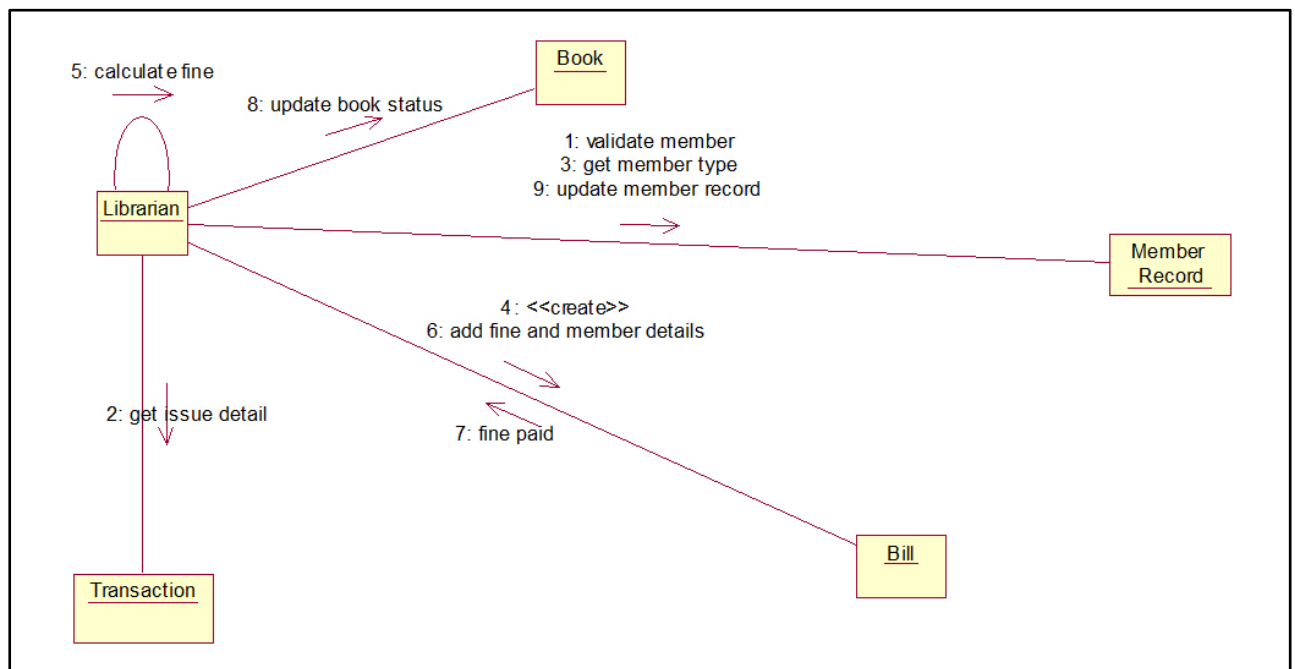 Book
5: calculate fine
8: update book status
1: validate member
3: get member type
9: update member record
Librarian
Member
Record
4: <<create>>
6: add fine and member details
2: get issue detail
7: fine paid
Bill
Transaction